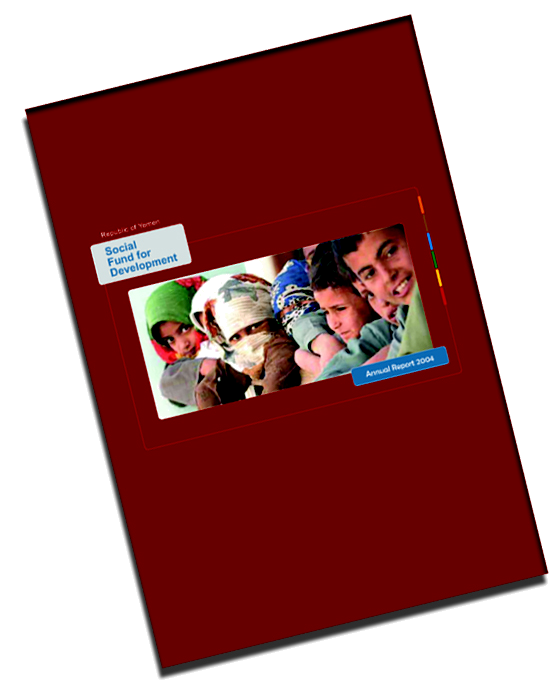 Republic of Yemen
Social
Fund for
Development
Annual Report 2004